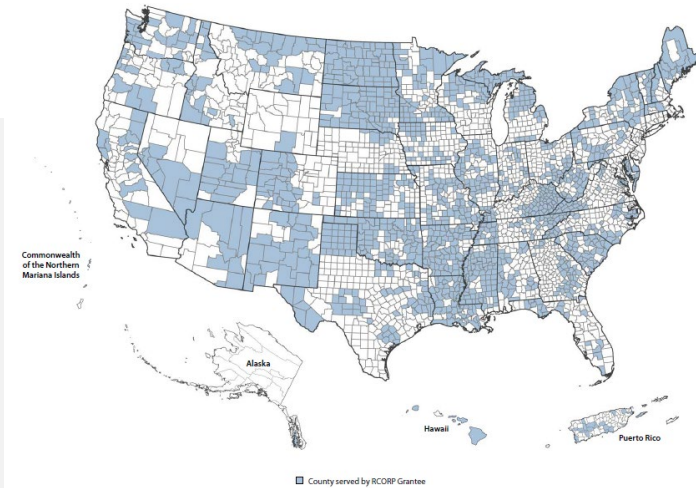 Commonwealth
of the Northern
Mariana Islands
Alaska
Hawaii
Puerto Rico
County served by RCORP Grantee